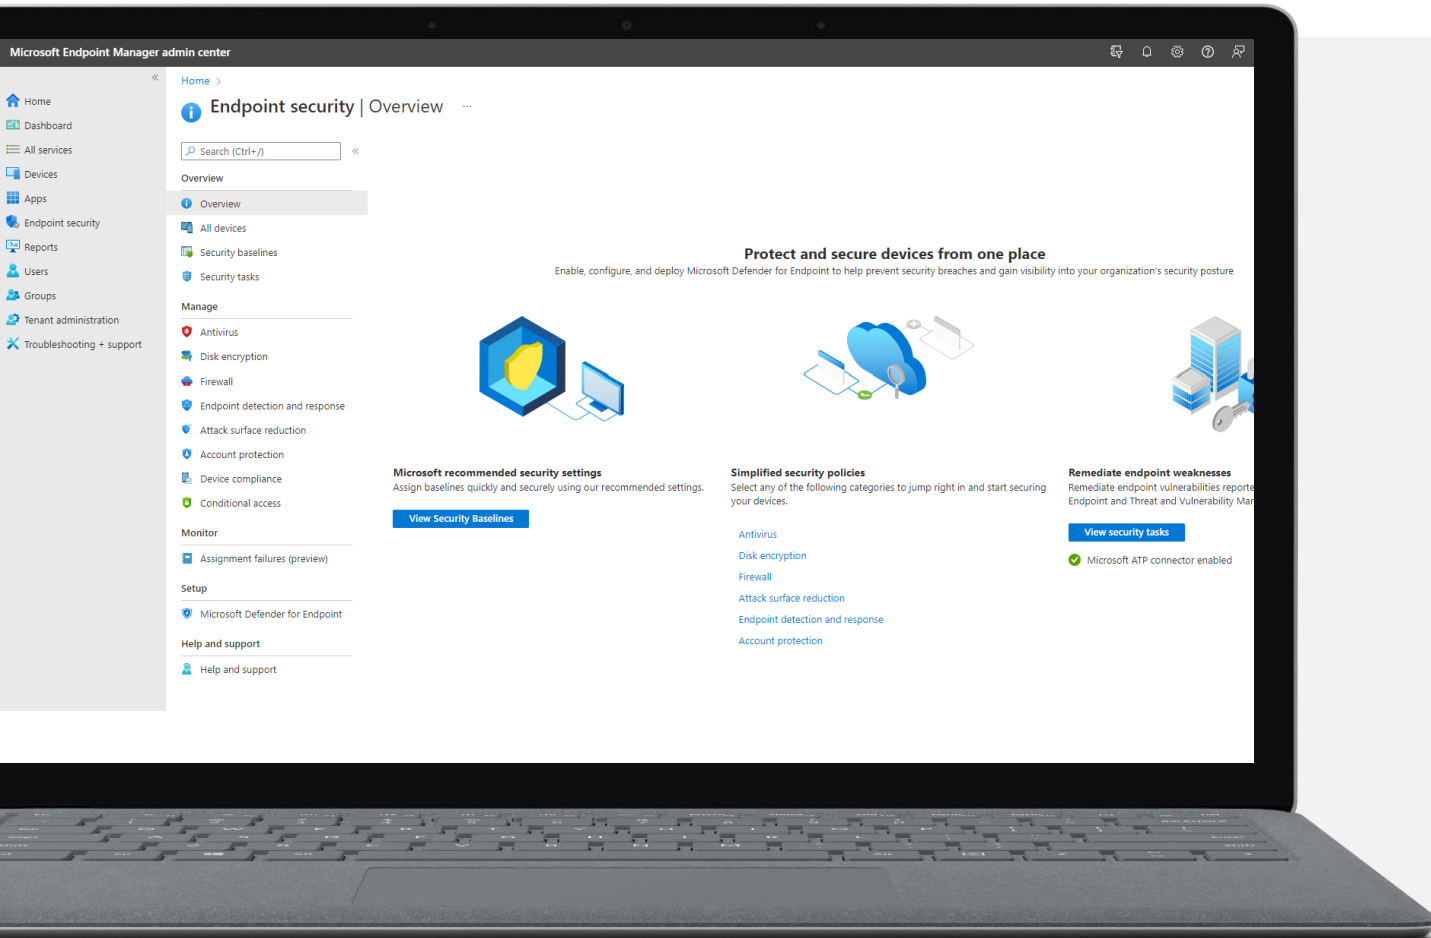 Microsoft Endpoint Manager admin center
«
Home
Dashboard
All services
Devices
Apps
Endpoint security
Reports
Users
Groups
Tenant administration
Troubleshooting + support
Home >
Endpoint security | Overview ...
Search (Ctrl+/) «
Overview
Overview
All devices
Security baselines
Security tasks
Manage
Antivirus
Disk encryption
Firewall
Endpoint detection and response
Attack surface reduction
Account protection
Device compliance
Conditional access
Monitor
Assignment failures (preview)
Setup
Microsoft Defender for Endpoint
Help and support
Help and support
Protect and secure devices from one place
Enable, configure, and deploy Microsoft Defender for Endpoint to help prevent security breaches and gain visibility into your organization's security posture
Microsoft recommended security settings
Assign baselines quickly and securely using our recommended settings.
View Security Baselines
Simplified security policies
Select any of the following categories to jump right in and start securing
your devices.
Antivirus
Disk encryption
Firewall
Attack surface reduction
Endpoint detection and response
Account protection
Remediate endpoint weaknesses
Remediate endpoint vulnerabilities reporte
Endpoint and Threat and Vulnerability Mar
View security tasks
Microsoft ATP connector enabled